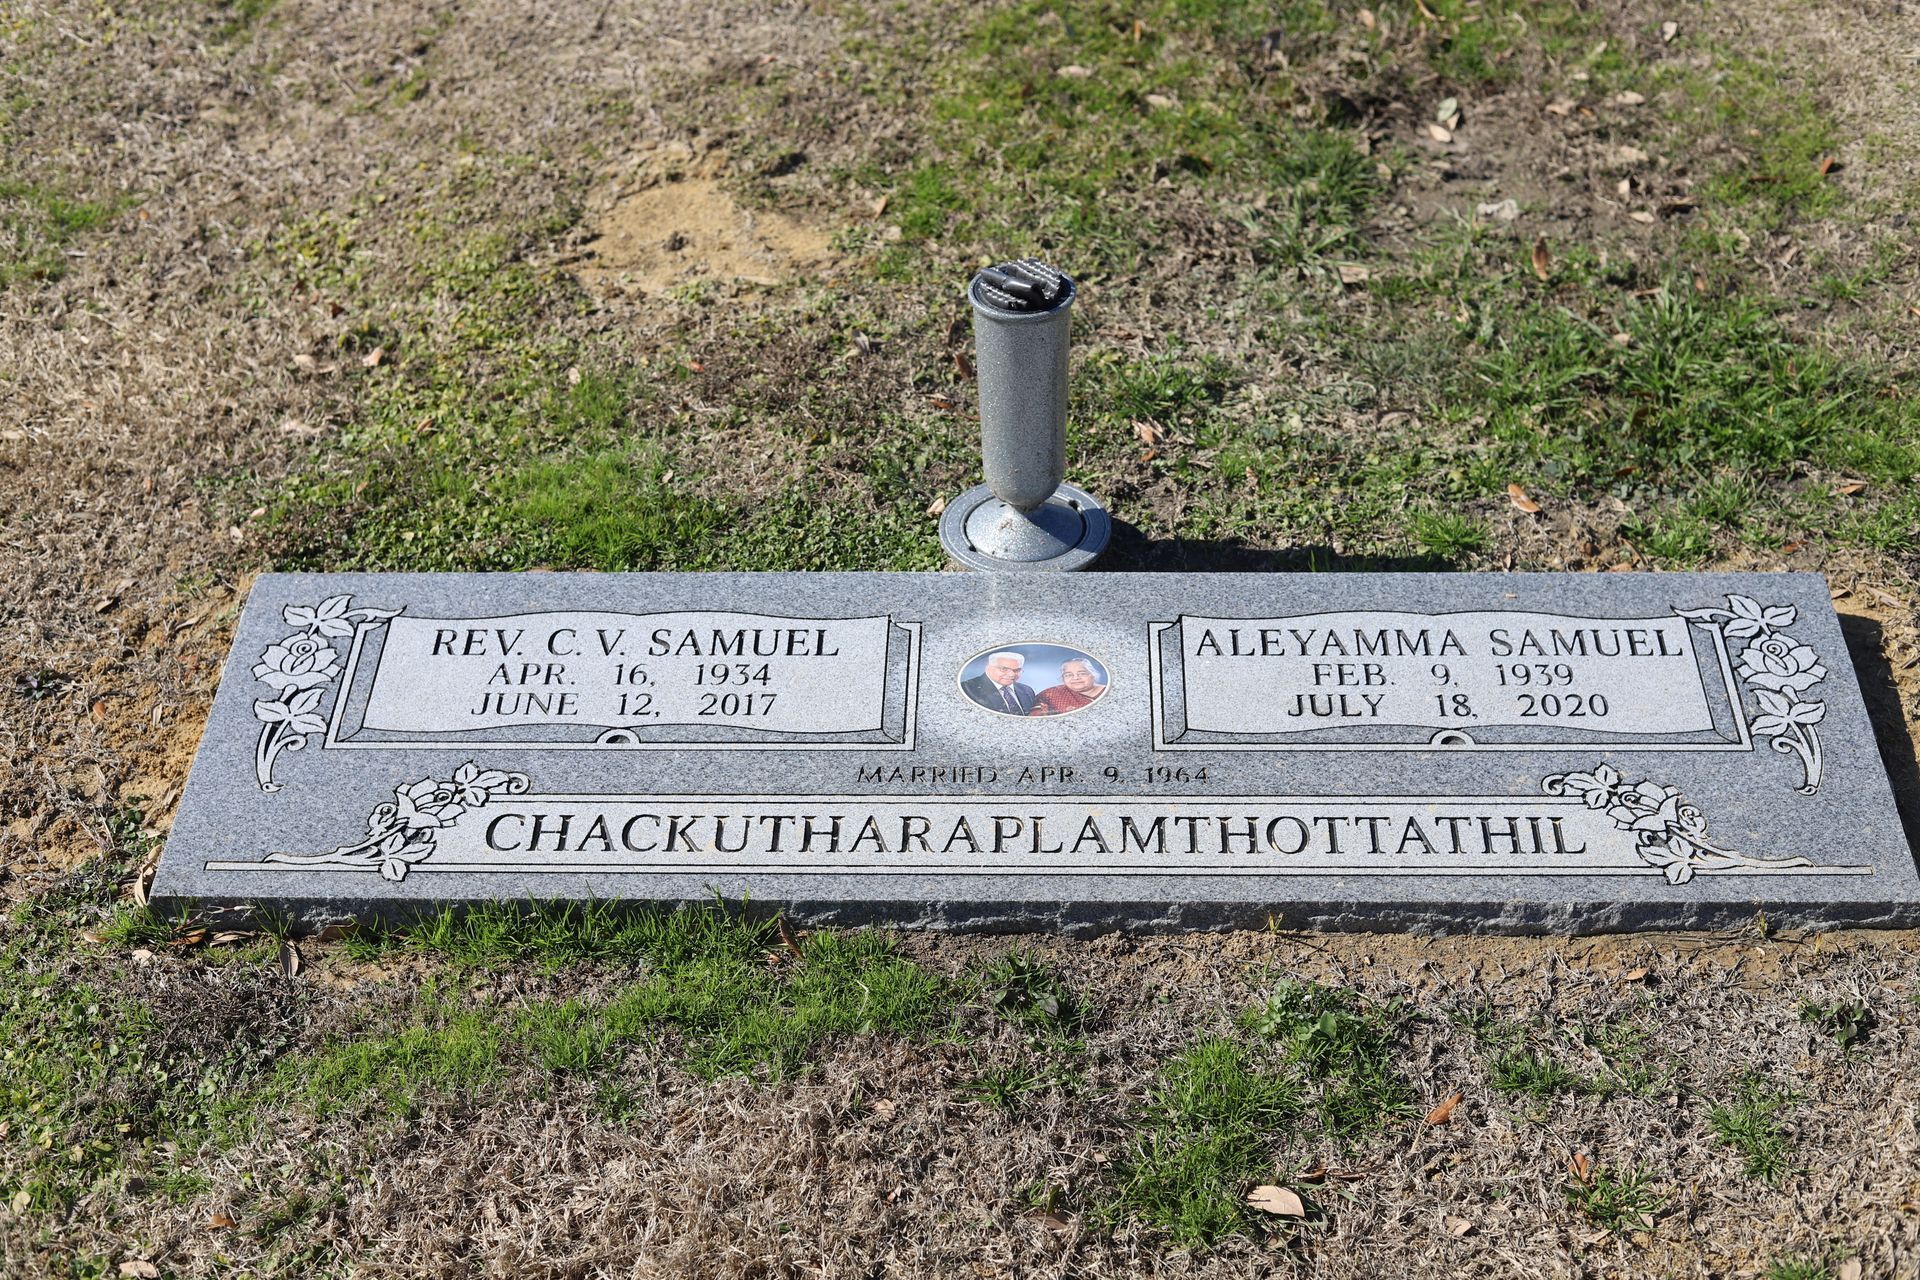 REV. C. V. SAMUEL
APR. 16, 1934
JUNE 12, 2017
ALEYAMMA SAMUEL
FEB. 9, 1939
JULY 18, 2020
MARRIED APR. 9, 1964
CHACKUTHARAPLAMTHOTTATHIL